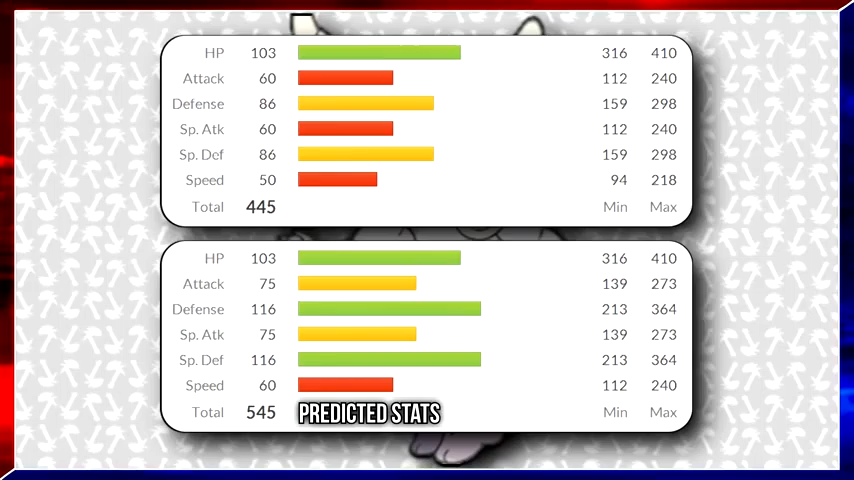 HP 103 316 410
Attack 60 112 240
Defense 86 159 298
Sp. Atk 60 112 240
Sp. Def 86 159 298
Speed 50 94 218
Total 445 Min Max
HP 103 316 410
Attack 75 139 273
Defense 116 213 364
Sp. Atk 75 139 273
Sp. Def 116 213 364
Speed 60 112 240
Total 545 PREDICTED STATS Min Max